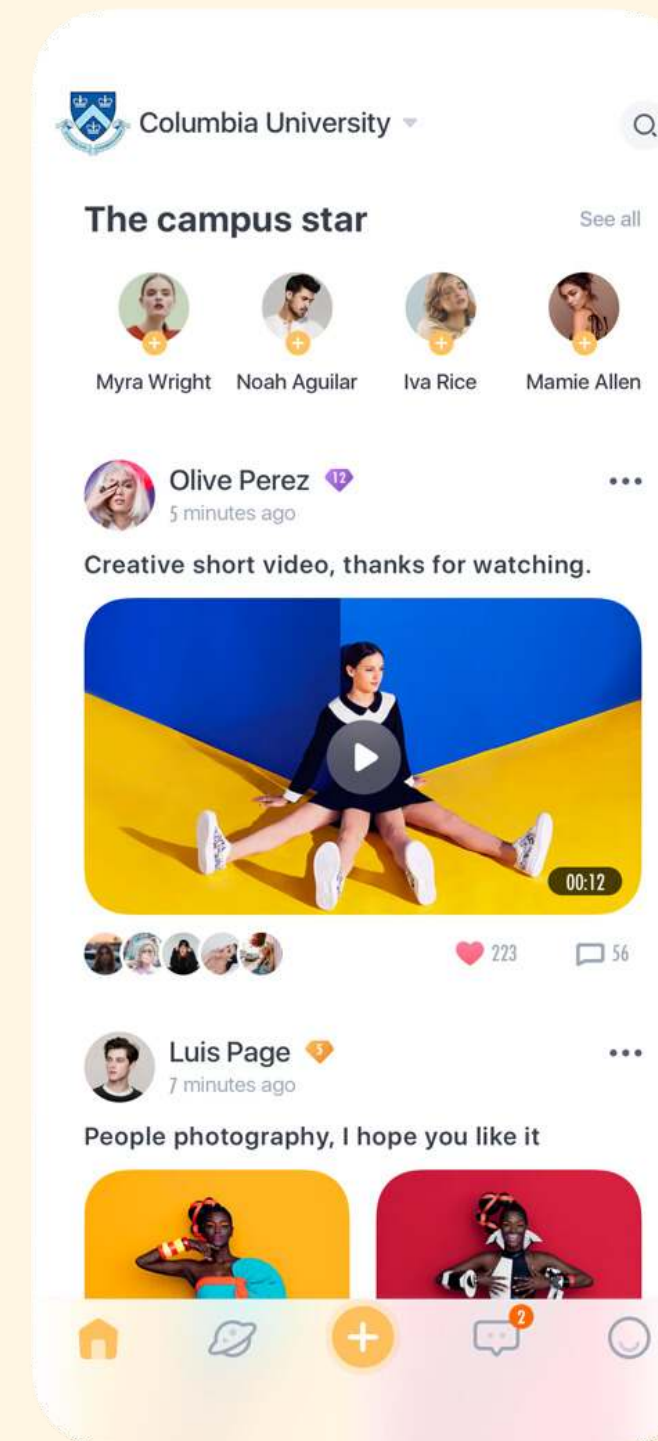 Columbia University
The campus star
See all
Myra Wright
Noah Aguilar
Iva Rice
Mamie Allen
Olive Perez 12
5 minutes ago
Creative short video, thanks for watching.
00:12
223
56
Luis Page 5
7 minutes ago
People photography, I hope you like it
2